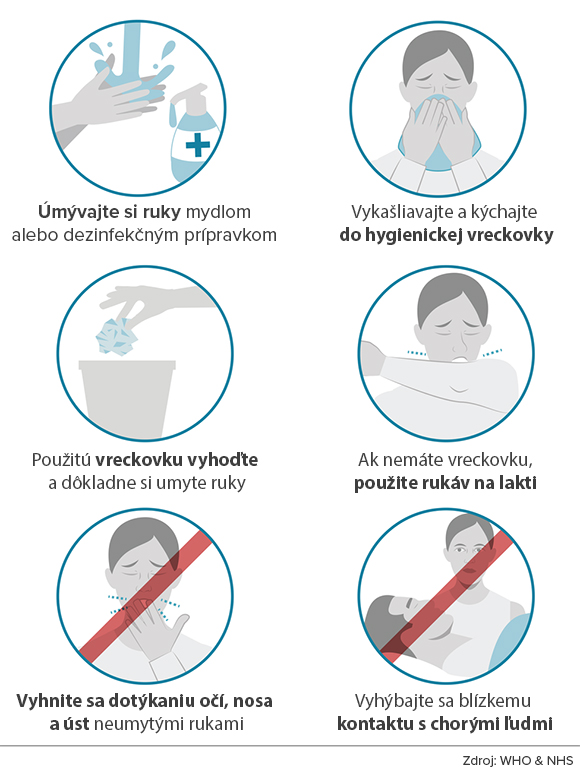 Úmývajte si ruky mydlom
alebo dezinfekčným prípravkom
Vykašliavajte a kýchajte
do hygienickej vreckovky
Použitú vreckovku vyhoďte
a dôkladne si umyte ruky
Ak nemáte vreckovku,
použite rukáv na lakti
Vyhnite sa dotýkaniu očí, nosa
a úst neumytými rukami
Vyhýbajte sa blízkemu
kontaktu s chorými ľuďmi
Zdroj: WHO & NHS